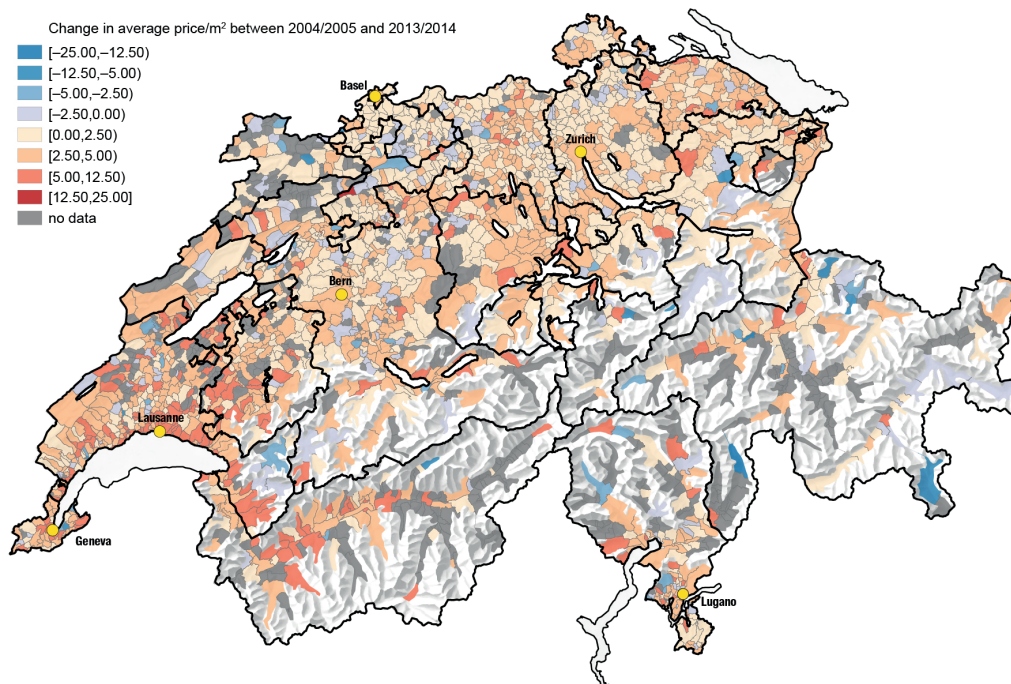 Change in average price/m² between 2004/2005 and 2013/2014
[–25.00,–12.50)
[–12.50,–5.00)
[–5.00,–2.50)
[–2.50,0.00)
[0.00,2.50)
[2.50,5.00)
[5.00,12.50)
[12.50,25.00]
no data
Basel
Zurich
Bern
Lausanne
Geneva
Lugano